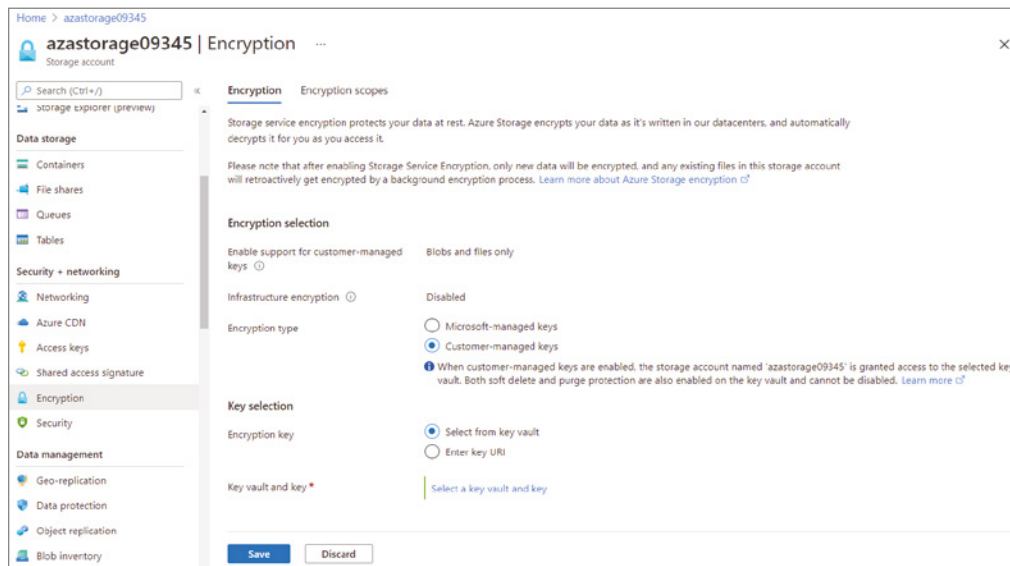 Home > azastorage09345
azastorage09345 | Encryption ...
Storage account
Search (Ctrl+/)
«
Storage Explorer (preview)
Data storage
Containers
File shares
Queues
Tables
Security + networking
Networking
Azure CDN
Access keys
Shared access signature
Encryption
Security
Data management
Geo-replication
Data protection
Object replication
Blob inventory
Encryption Encryption scopes
Storage service encryption protects your data at rest. Azure Storage encrypts your data as it's written in our datacenters, and automatically
decrypts it for you as you access it.
Please note that after enabling Storage Service Encryption, only new data will be encrypted, and any existing files in this storage account
will retroactively get encrypted by a background encryption process. Learn more about Azure Storage encryption
Encryption selection
Enable support for customer-managed
keys
Blobs and files only
Infrastructure encryption Disabled
Encryption type
Microsoft-managed keys
Customer-managed keys
When customer-managed keys are enabled, the storage account named 'azastorage09345' is granted access to the selected key
vault. Both soft delete and purge protection are also enabled on the key vault and cannot be disabled. Learn more
Key selection
Encryption key
Select from key vault
Enter key URI
Key vault and key *
Select a key vault and key
Save Discard